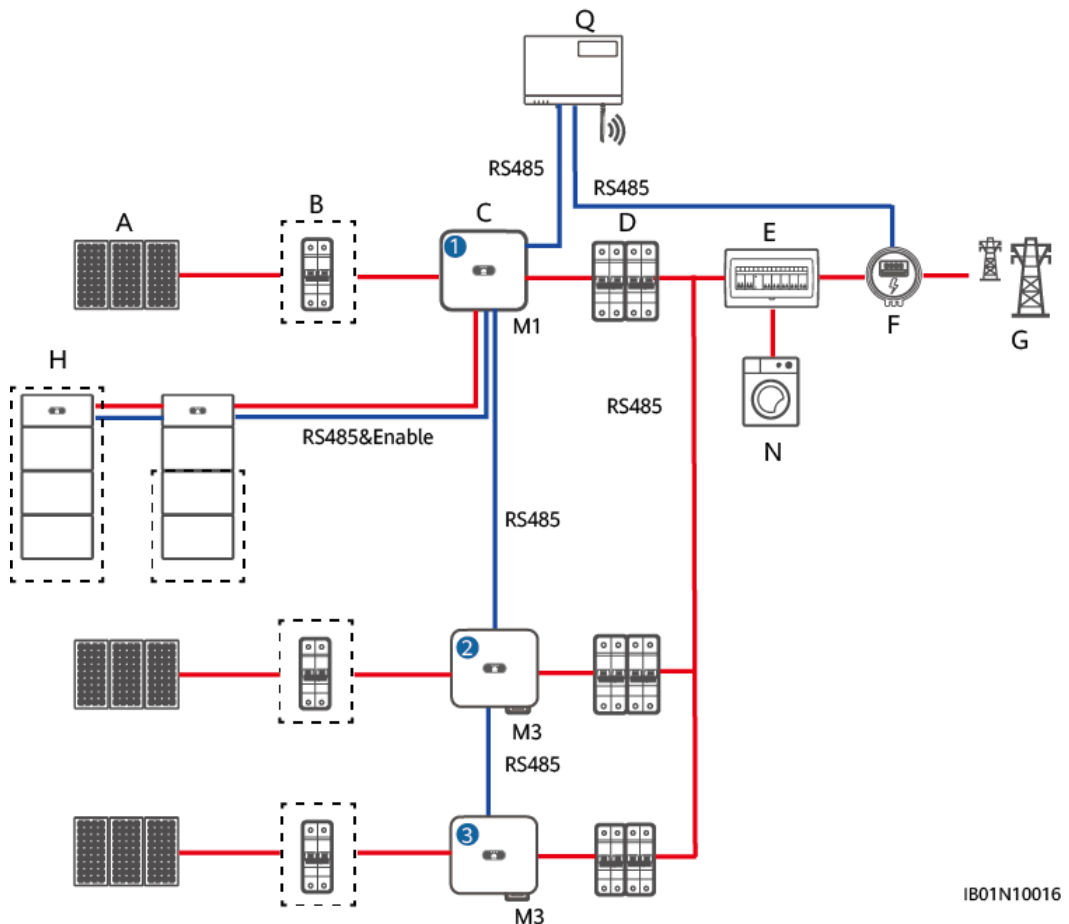 Q
RS485
RS485
A
B
C
D
E
1
M1
F
G
H
RS485
RS485&Enable
N
RS485
2
M3
RS485
3
M3
IB01N10016